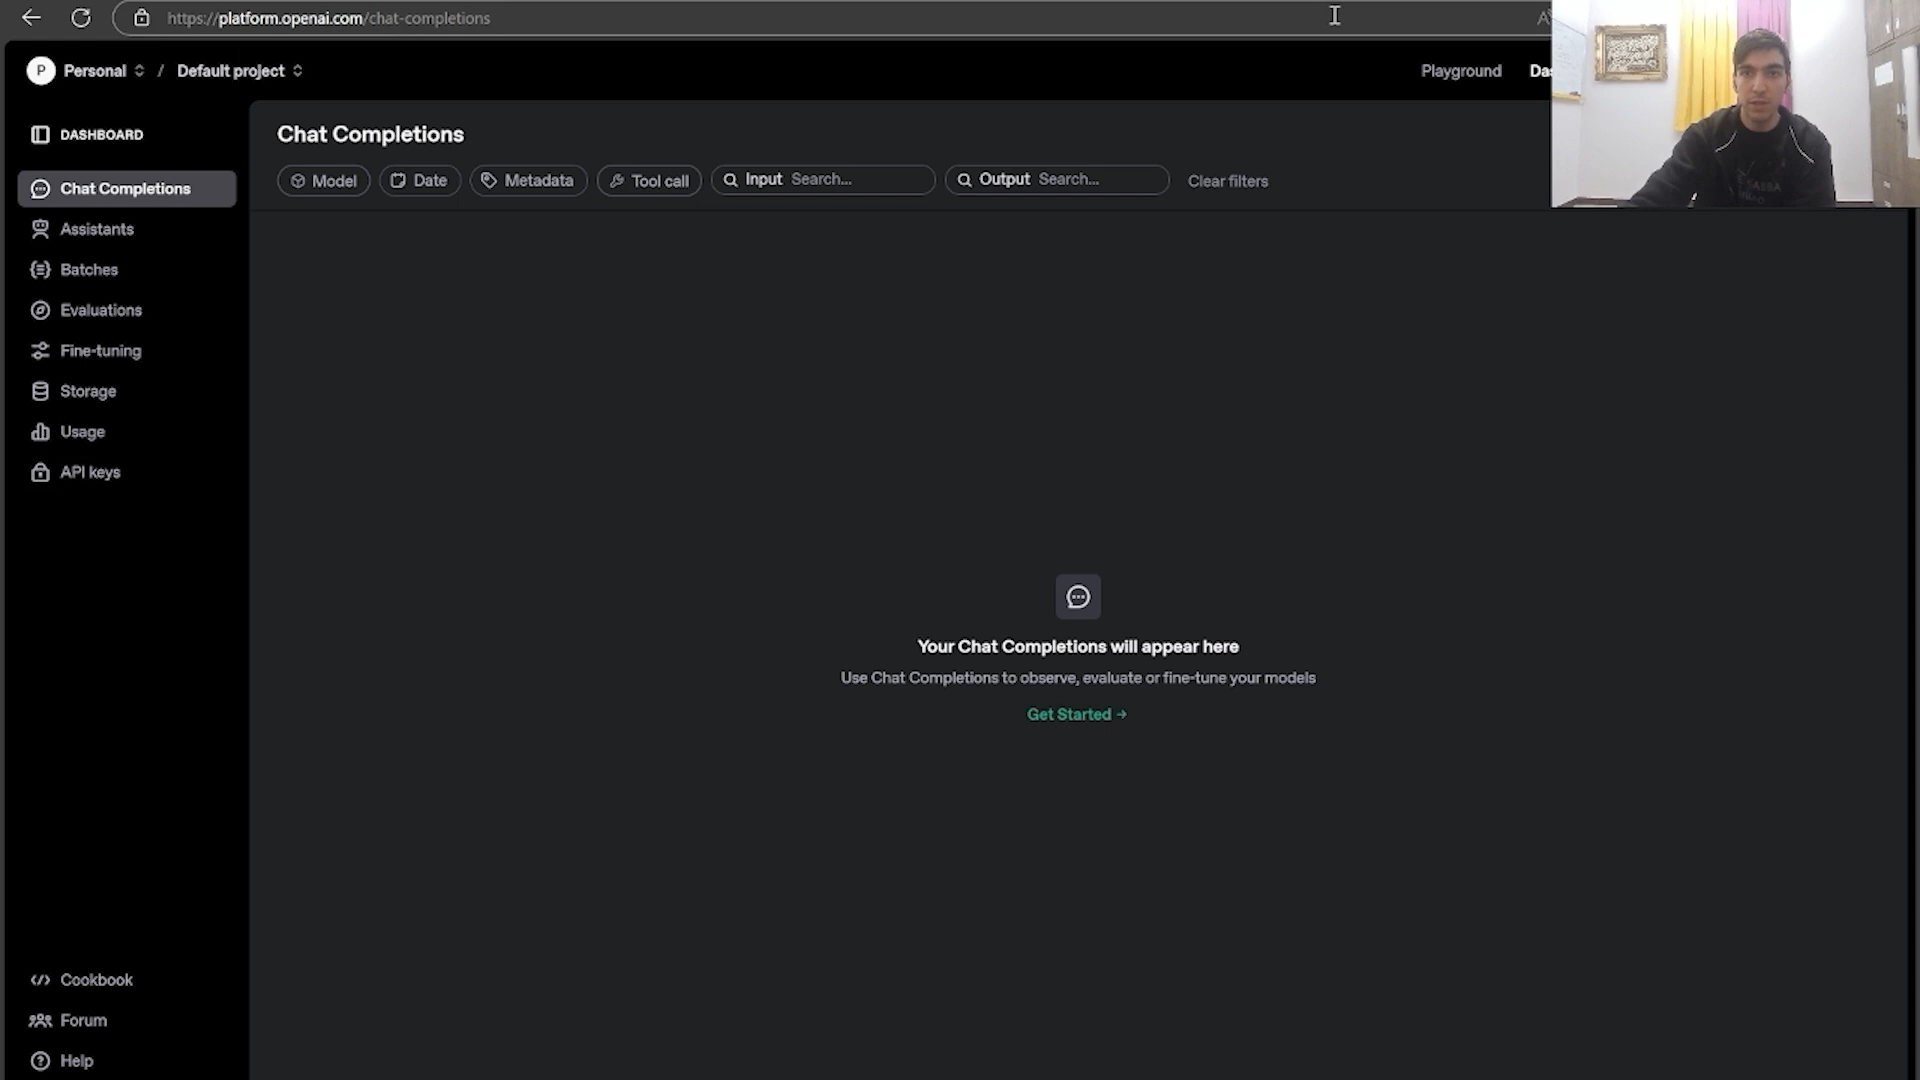 https://platform.openai.com/chat-completions
P Personal / Default project
Playground
DASHBOARD
Chat Completions
Assistants
Batches
Evaluations
Fine-tuning
Storage
Usage
API keys
Cookbook
Forum
Help
Chat Completions
Model Date Metadata Tool call Input Search... Output Search... Clear filters
Your Chat Completions will appear here
Use Chat Completions to observe, evaluate or fine-tune your models
Get Started →